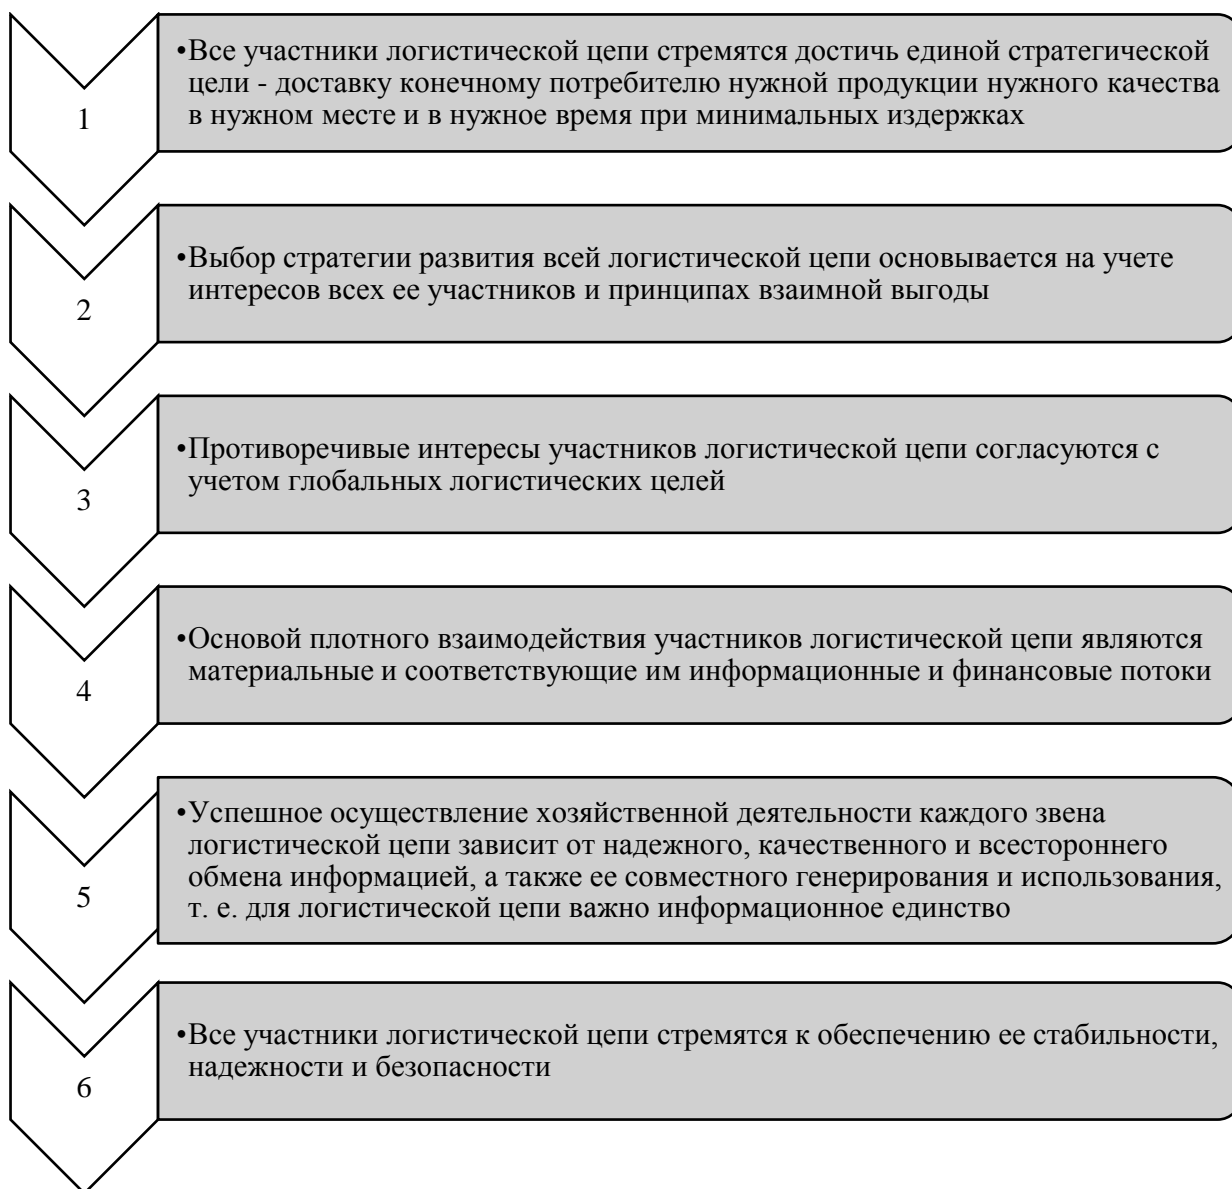 1
•Все участники логистической цепи стремятся достичь единой стратегической
цели - доставку конечному потребителю нужной продукции нужного качества
в нужном месте и в нужное время при минимальных издержках
2
•Выбор стратегии развития всей логистической цепи основывается на учете
интересов всех ее участников и принципах взаимной выгоды
3
•Противоречивые интересы участников логистической цепи согласуются с
учетом глобальных логистических целей
4
•Основой плотного взаимодействия участников логистической цепи являются
материальные и соответствующие им информационные и финансовые потоки
5
•Успешное осуществление хозяйственной деятельности каждого звена
логистической цепи зависит от надежного, качественного и всестороннего
обмена информацией, а также ее совместного генерирования и использования,
т. е. для логистической цепи важно информационное единство
6
•Все участники логистической цепи стремятся к обеспечению ее стабильности,
надежности и безопасности